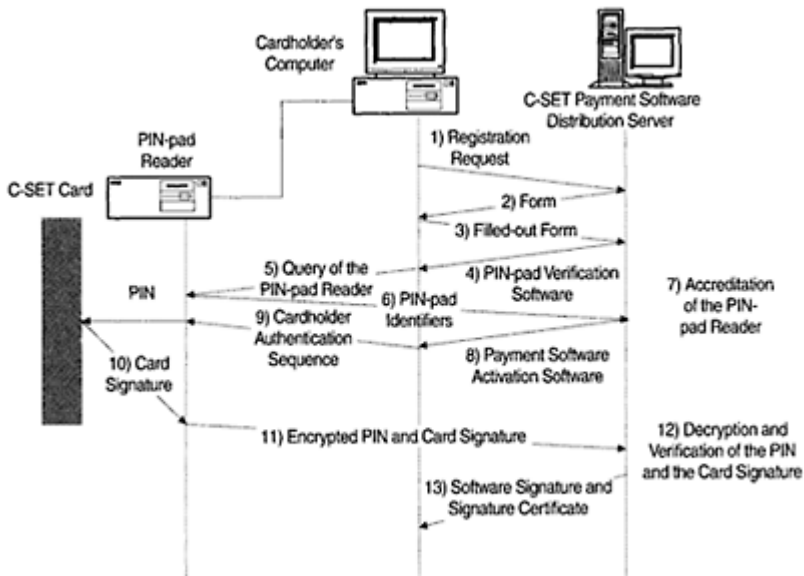 Cardholder's
Computer
C-SET Payment Software
Distribution Server
PIN-pad
Reader
C-SET Card
1) Registration
Request
2) Form
3) Filled-out Form
4) PIN-pad Verification
Software
5) Query of the
PIN-pad Reader
PIN
6) PIN-pad
Identifiers
7) Accreditation
of the PIN-
pad Reader
8) Payment Software
Activation Software
9) Cardholder
Authentication
Sequence
10) Card
Signature
11) Encrypted PIN and Card Signature
12) Decryption and
Verification of the PIN
and the Card Signature
13) Software Signature and
Signature Certificate